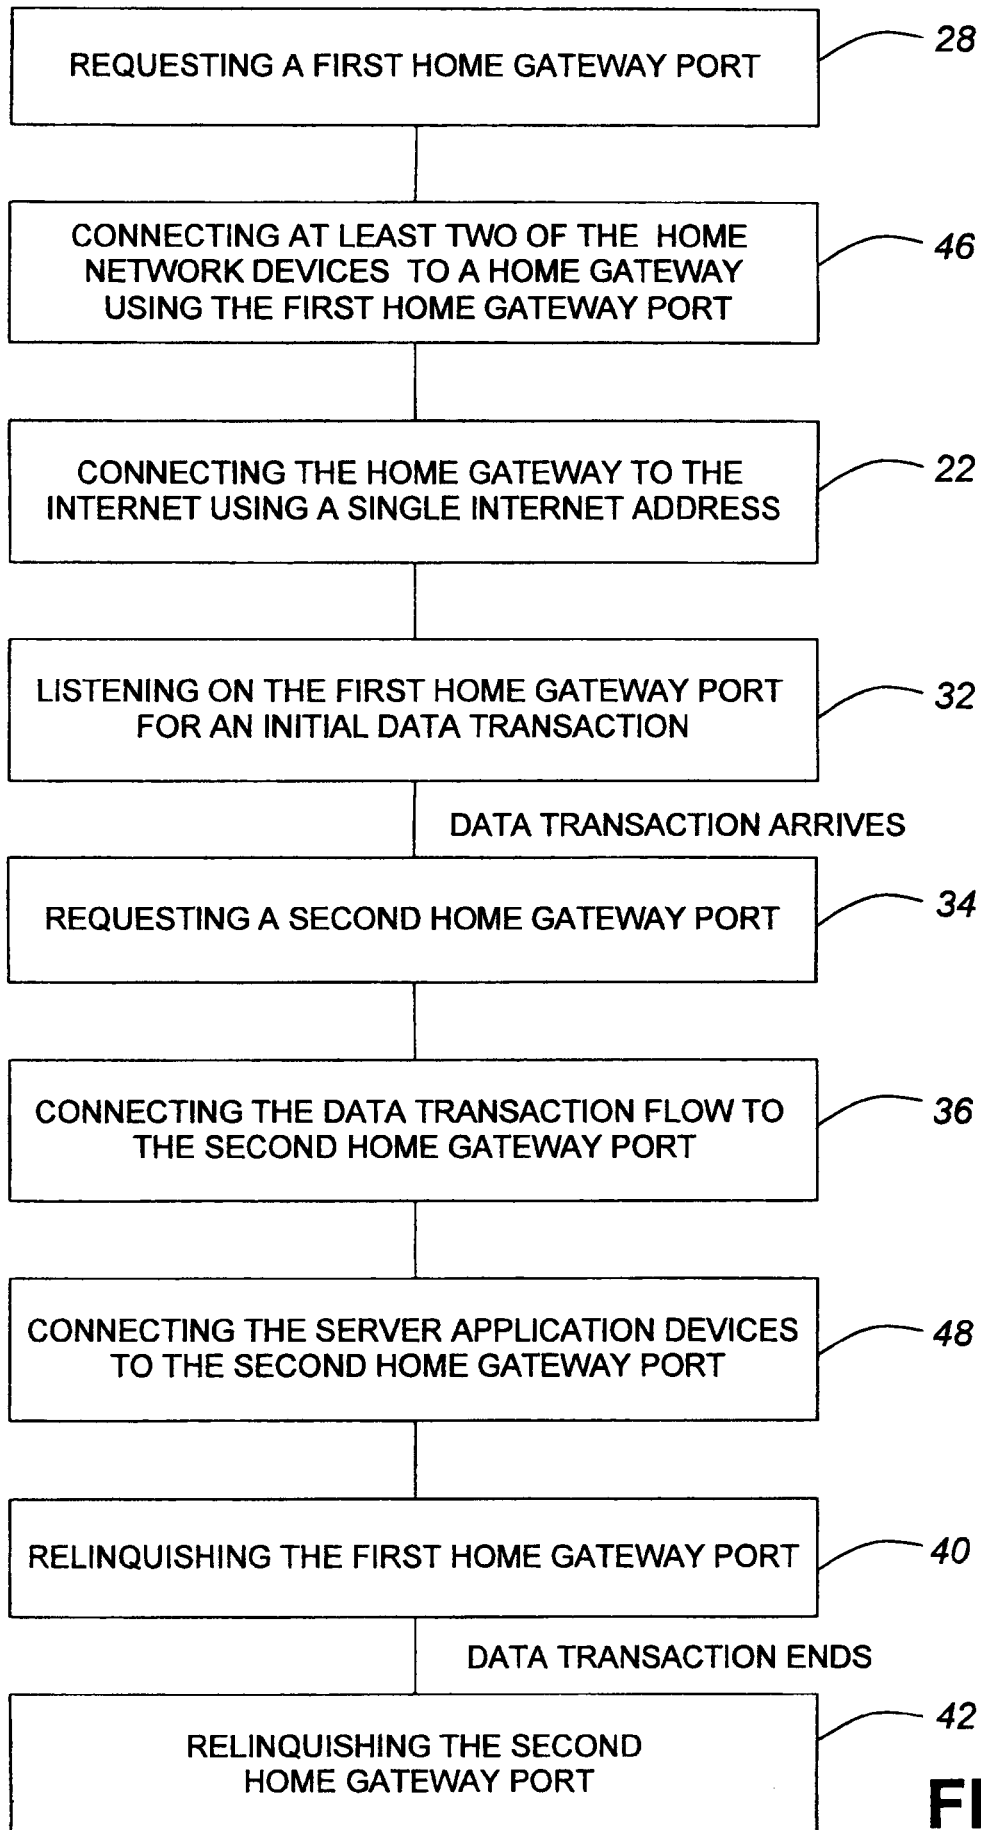 REQUESTING A FIRST HOME GATEWAY PORT
28
CONNECTING AT LEAST TWO OF THE HOME
NETWORK DEVICES TO A HOME GATEWAY
USING THE FIRST HOME GATEWAY PORT
46
CONNECTING THE HOME GATEWAY TO THE
INTERNET USING A SINGLE INTERNET ADDRESS
22
LISTENING ON THE FIRST HOME GATEWAY PORT
FOR AN INITIAL DATA TRANSACTION
32
DATA TRANSACTION ARRIVES
REQUESTING A SECOND HOME GATEWAY PORT
34
CONNECTING THE DATA TRANSACTION FLOW TO
THE SECOND HOME GATEWAY PORT
36
CONNECTING THE SERVER APPLICATION DEVICES
TO THE SECOND HOME GATEWAY PORT
48
RELINQUISHING THE FIRST HOME GATEWAY PORT
40
DATA TRANSACTION ENDS
RELINQUISHING THE SECOND
HOME GATEWAY PORT
42